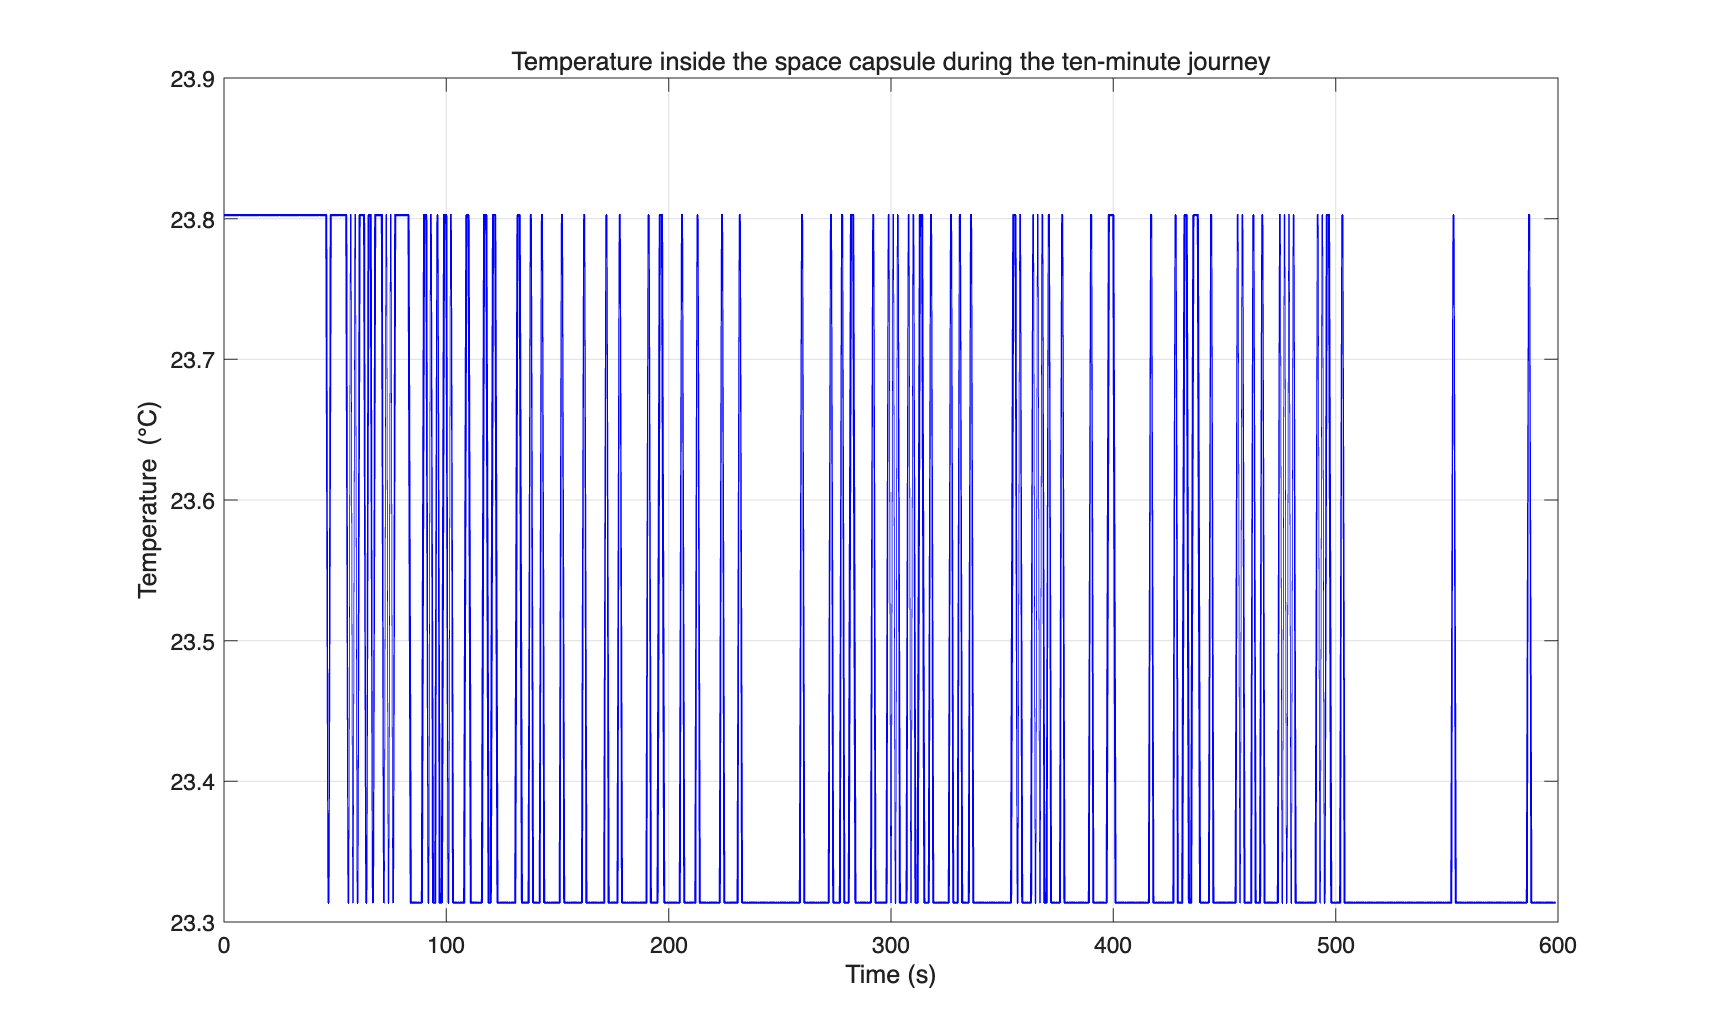 Temperature inside the space capsule during the ten-minute journey
23.9
23.8
23.7
23.6
23.5
23.4
23.3
Temperature (°C)
0 100 200 300 400 500 600
Time (s)